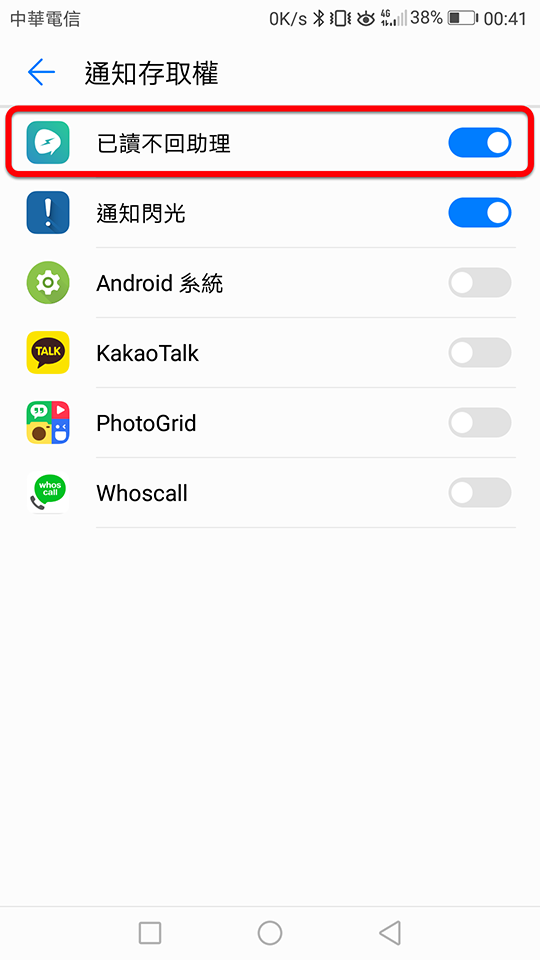 中華電信 0K/s 4G 38% 00:41
通知存取權
已讀不回助理
通知閃光
Android 系統
TALK KakaoTalk
PhotoGrid
whos
call
Whoscall